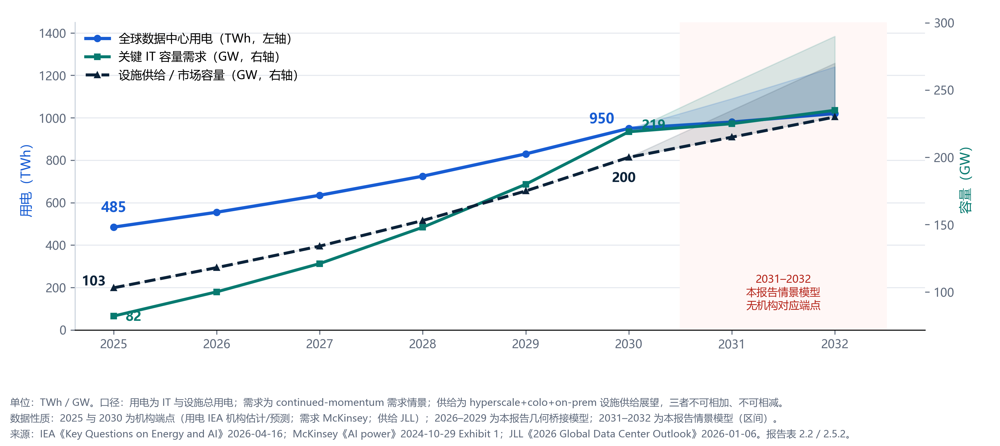 全球数据中心用电（TWh，左轴）
关键 IT 容量需求（GW，右轴）
设施供给 / 市场容量（GW，右轴）
用电（TWh）
1400
1200
1000
800
600
400
200
0
300
250
200
150
100
容量（GW）
485
103
82
950
219
200
2031–2032
本报告情景模型
无机构对应端点
2025 2026 2027 2028 2029 2030 2031 2032
单位：TWh / GW。口径：用电为 IT 与设施总用电；需求为 continued-momentum 需求情景；供给为 hyperscale+colo+on-prem 设施供给展望，三者不可相加、不可相减。
数据性质：2025 与 2030 为机构端点（用电 IEA 机构估计/预测；需求 McKinsey；供给 JLL）；2026–2029 为本报告几何桥接模型；2031–2032 为本报告情景模型（区间）。
来源：IEA《Key Questions on Energy and AI》2026-04-16；McKinsey《AI power》2024-10-29 Exhibit 1；JLL《2026 Global Data Center Outlook》2026-01-06。报告表 2.2 / 2.5.2。